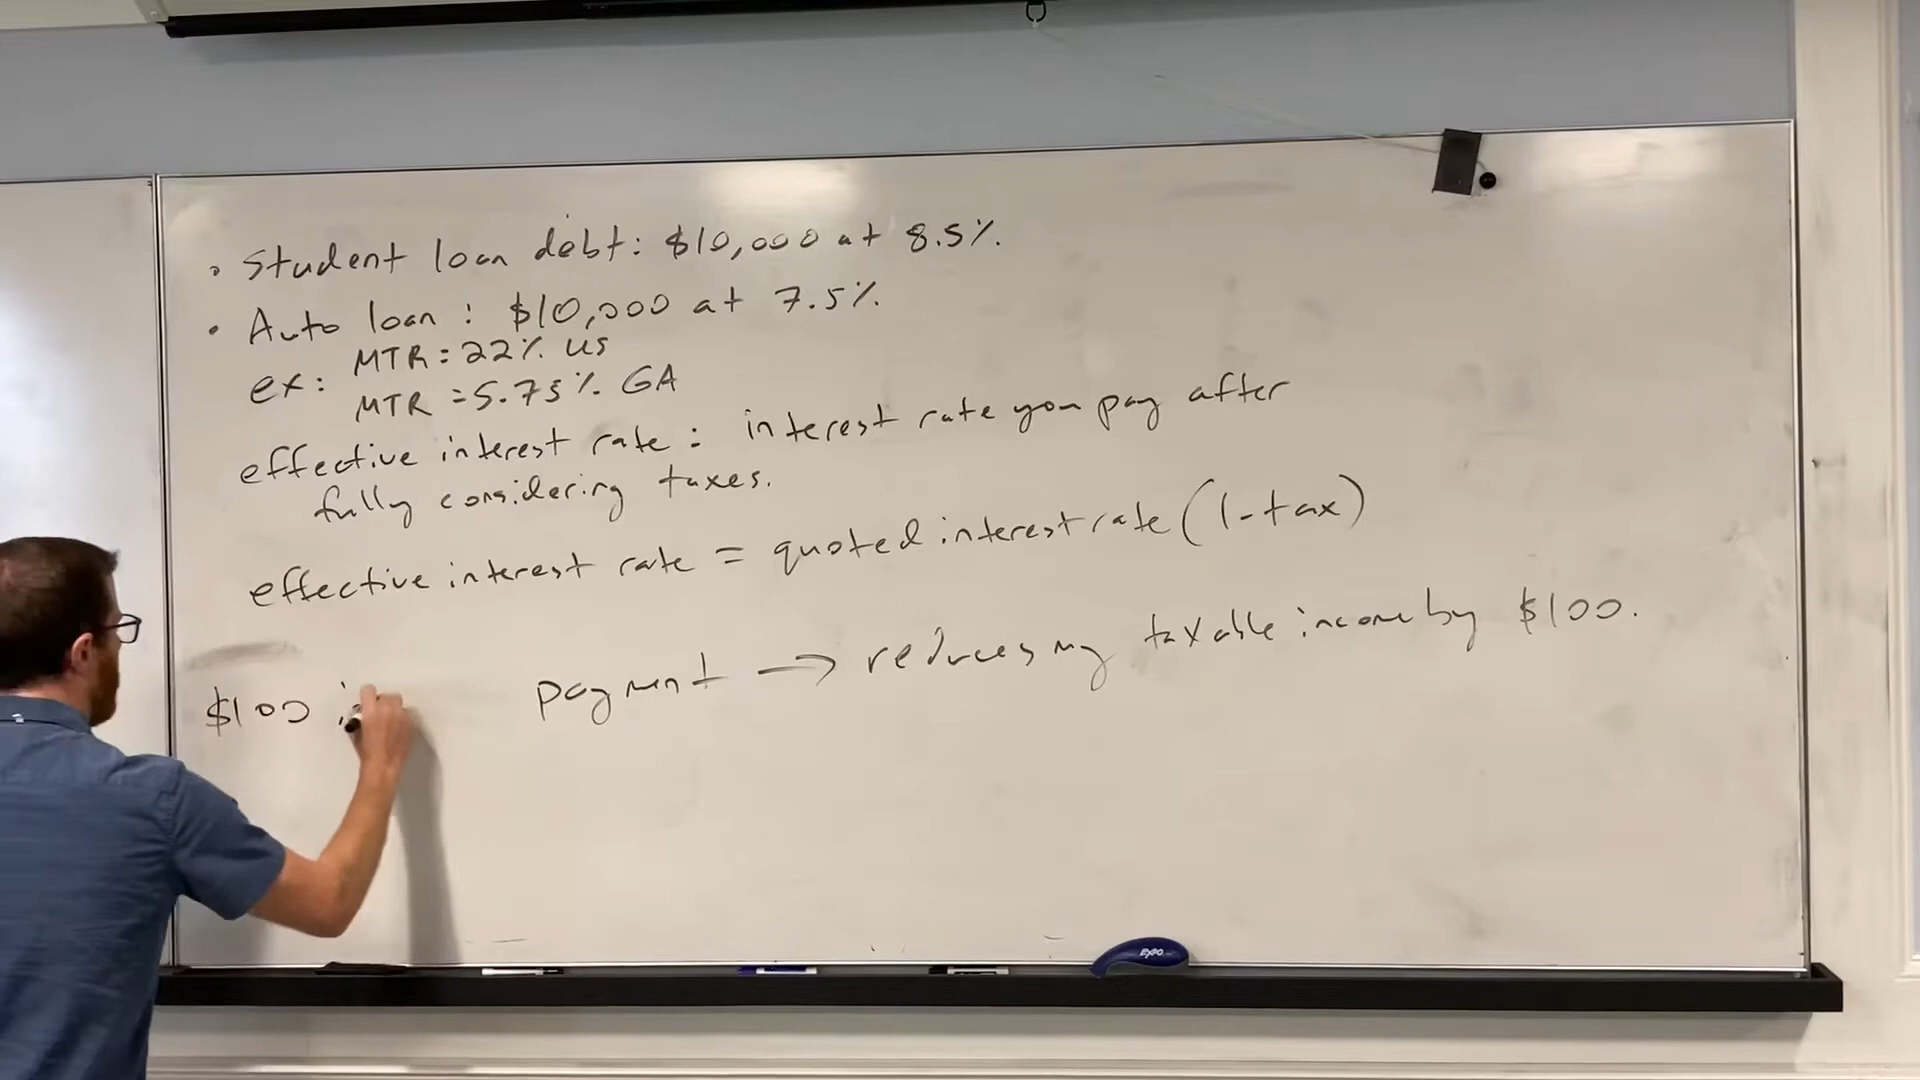 • Student loan debt: $10,000 at 8.5%.
• Auto loan: $10,000 at 7.5%.
ex: MTR = 22% US
MTR = 5.75% GA
effective interest rate: interest rate you pay after
fully considering taxes.
effective interest rate = quoted interest rate (1-tax)
$100 payment → reduces my taxable income by $100.
EXPO